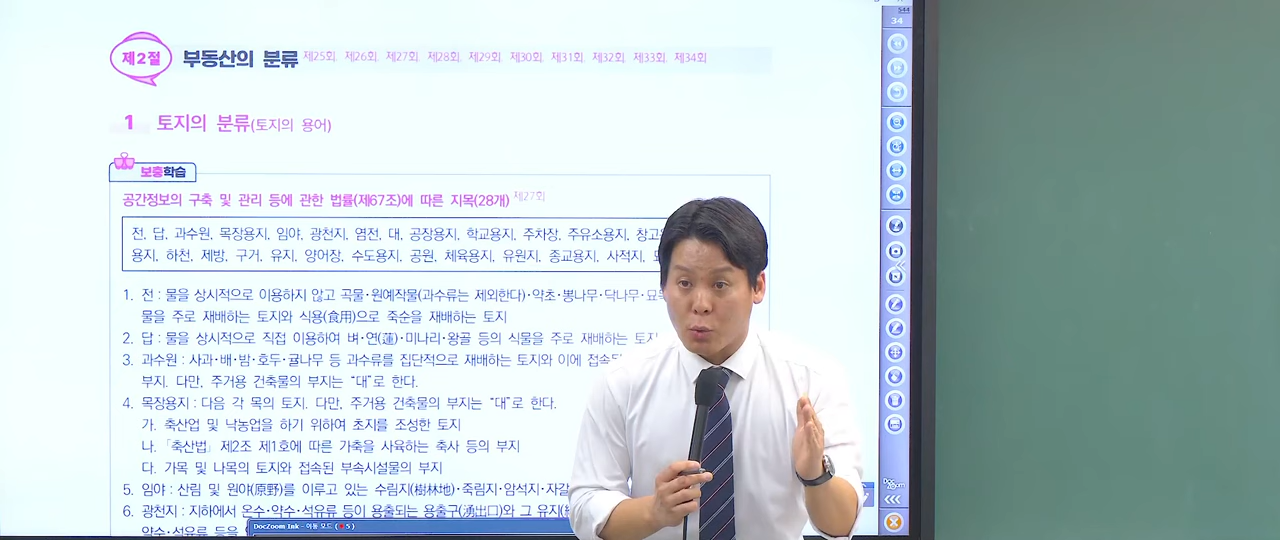 544
34
제2절 부동산의 분류 제25회, 제26회, 제27회, 제28회, 제29회, 제30회, 제31회, 제32회, 제33회, 제34회
1 토지의 분류(토지의 용어)
보충학습
공간정보의 구축 및 관리 등에 관한 법률(제67조)에 따른 지목(28개) 제27회
전, 답, 과수원, 목장용지, 임야, 광천지, 염전, 대, 공장용지, 학교용지, 주차장, 주유소용지, 창고
용지, 하천, 제방, 구거, 유지, 양어장, 수도용지, 공원, 체육용지, 유원지, 종교용지, 사적지,
1. 전 : 물을 상시적으로 이용하지 않고 곡물·원예작물(과수류는 제외한다)·약초·뽕나무·닥나무·묘
물을 주로 재배하는 토지와 식용(食用)으로 죽순을 재배하는 토지
2. 답 : 물을 상시적으로 직접 이용하여 벼·연(蓮)·미나리·왕골 등의 식물을 주로 재배하는 토지
3. 과수원 : 사과·배·밤·호두·귤나무 등 과수류를 집단적으로 재배하는 토지와 이에 접속된
부지. 다만, 주거용 건축물의 부지는 “대”로 한다.
4. 목장용지 : 다음 각 목의 토지. 다만, 주거용 건축물의 부지는 “대”로 한다.
가. 축산업 및 낙농업을 하기 위하여 초지를 조성한 토지
나. 「축산법」 제2조 제1호에 따른 가축을 사육하는 축사 등의 부지
다. 가목 및 나목의 토지와 접속된 부속시설물의 부지
5. 임야 : 산림 및 원야(原野)를 이루고 있는 수림지(樹林地)·죽림지·암석지·자갈
6. 광천지 : 지하에서 온수·약수·석유류 등이 용출되는 용출구(湧出口)와 그 유지(
약수·석유류 등을
DocZoom Ink - 이동 모드 ( 5 )
DocZoom